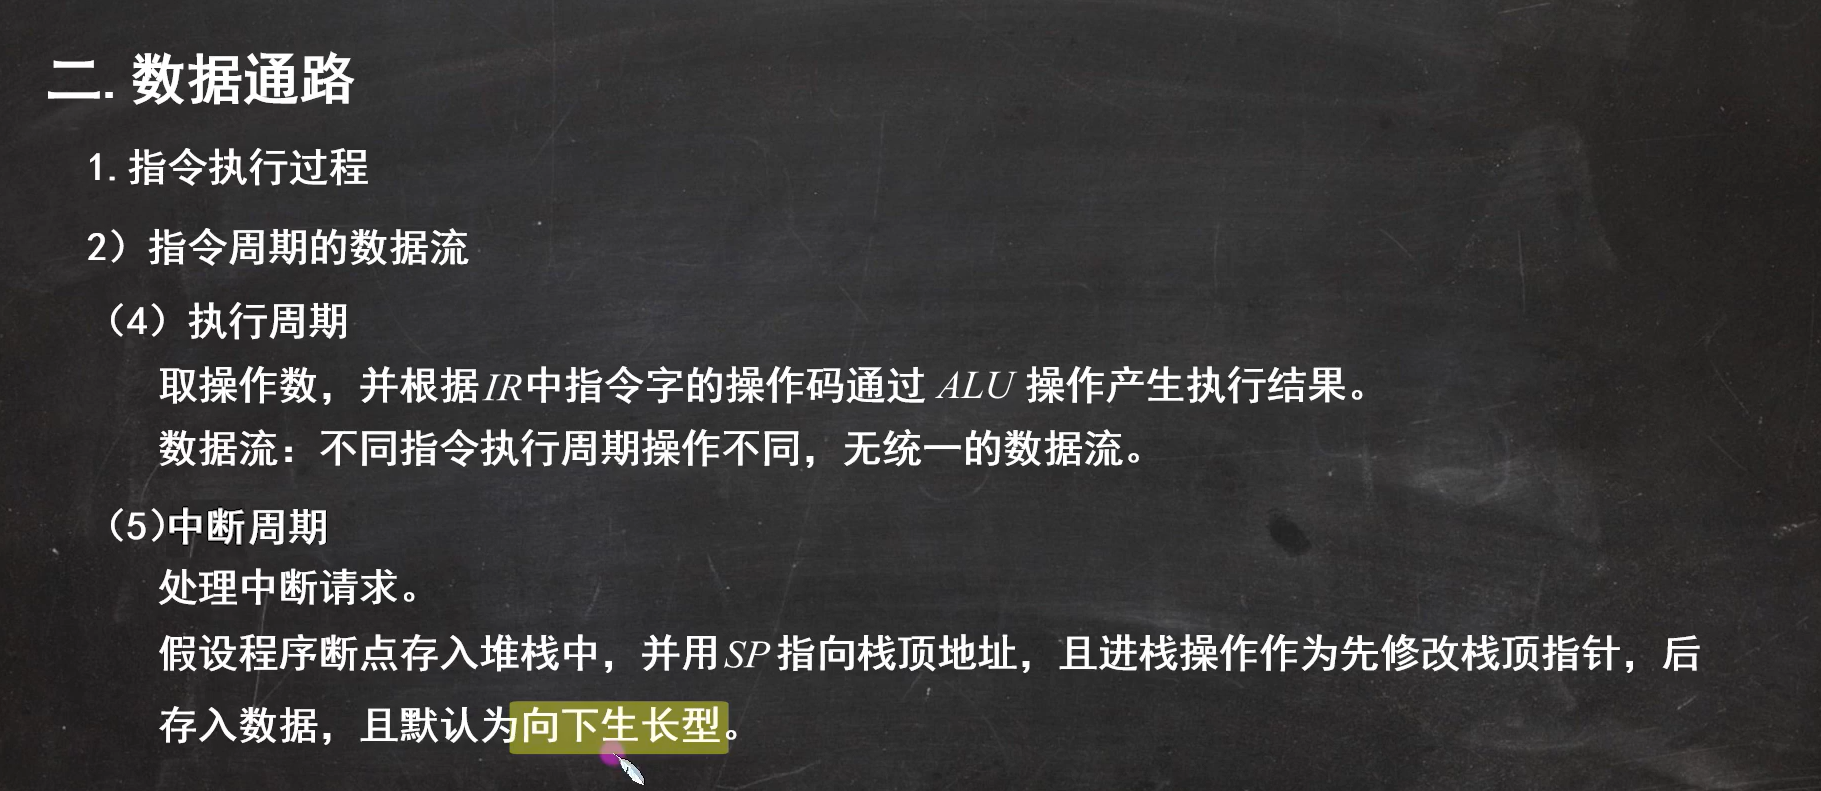 二. 数据通路
1. 指令执行过程
2）指令周期的数据流
（4）执行周期
取操作数，并根据IR中指令字的操作码通过 ALU 操作产生执行结果。
数据流：不同指令执行周期操作不同，无统一的数据流。
（5）中断周期
处理中断请求。
假设程序断点存入堆栈中，并用SP指向栈顶地址，且进栈操作作为先修改栈顶指针，后
存入数据，且默认为向下生长型。